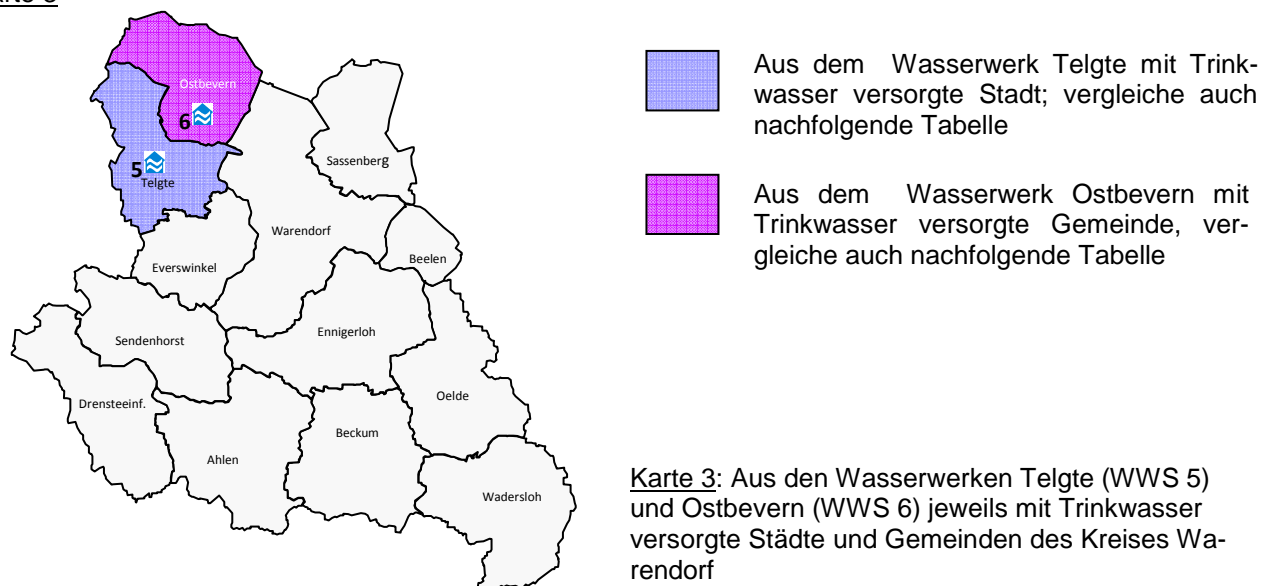 Ostbevern
6
5
Telgte
Sassenberg
Warendorf
Beelen
Everswinkel
Ennigerloh
Sendenhorst
Oelde
Drensteeinf.
Beckum
Ahlen
Wadersloh
Aus dem Wasserwerk Telgte mit Trink-
wasser versorgte Stadt; vergleiche auch
nachfolgende Tabelle
Aus dem Wasserwerk Ostbevern mit
Trinkwasser versorgte Gemeinde, ver-
gleiche auch nachfolgende Tabelle
Karte 3: Aus den Wasserwerken Telgte (WWS 5)
und Ostbevern (WWS 6) jeweils mit Trinkwasser
versorgte Städte und Gemeinden des Kreises Wa-
rendorf